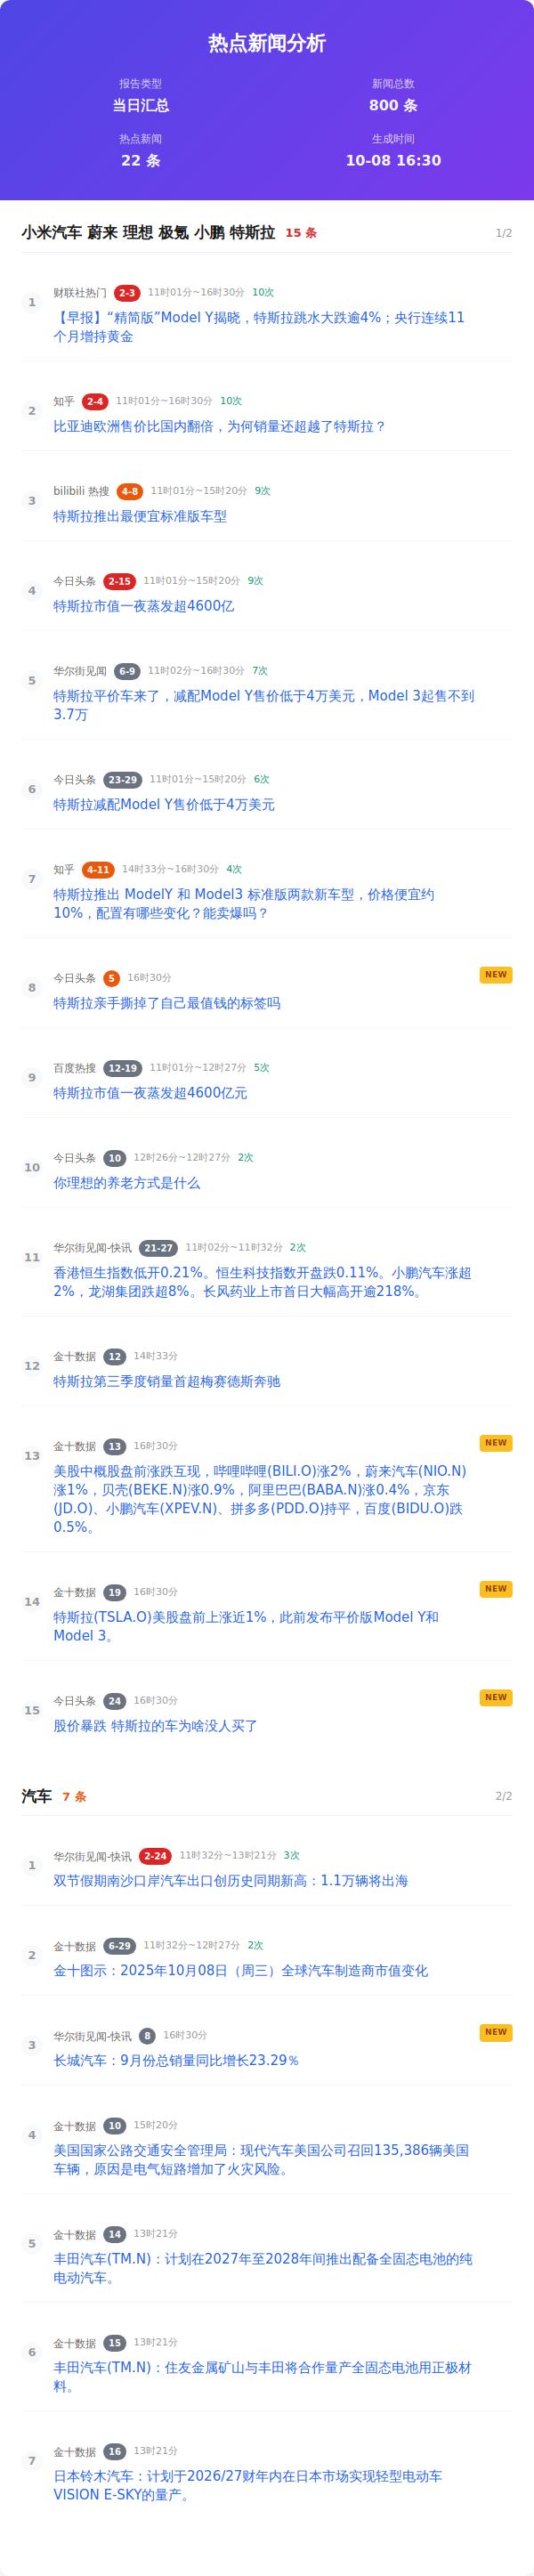 热点新闻分析
报告类型
当日汇总
新闻总数
800 条
热点新闻
22 条
生成时间
10-08 16:30
小米汽车 蔚来 理想 极氪 小鹏 特斯拉 15 条 1/2
1
财联社热门 2-3 11时01分~16时30分 10次
【早报】“精简版”Model Y揭晓，特斯拉跳水大跌逾4%；央行连续11
个月增持黄金
2
知乎 2-4 11时01分~16时30分 10次
比亚迪欧洲售价比国内翻倍，为何销量还超越了特斯拉？
3
bilibili 热搜 4-8 11时01分~15时20分 9次
特斯拉推出最便宜标准版车型
4
今日头条 2-15 11时01分~15时20分 9次
特斯拉市值一夜蒸发超4600亿
5
华尔街见闻 6-9 11时02分~16时30分 7次
特斯拉平价车来了，减配Model Y售价低于4万美元，Model 3起售不到
3.7万
6
今日头条 23-29 11时01分~15时20分 6次
特斯拉减配Model Y售价低于4万美元
7
知乎 4-11 14时33分~16时30分 4次
特斯拉推出 ModelY 和 Model3 标准版两款新车型，价格便宜约
10%，配置有哪些变化？能卖爆吗？
8
今日头条 5 16时30分 NEW
特斯拉亲手撕掉了自己最值钱的标签吗
9
百度热搜 12-19 11时01分~12时27分 5次
特斯拉市值一夜蒸发超4600亿元
10
今日头条 10 12时26分~12时27分 2次
你理想的养老方式是什么
11
华尔街见闻-快讯 21-27 11时02分~11时32分 2次
香港恒生指数低开0.21%。恒生科技指数开盘跌0.11%。小鹏汽车涨超
2%，龙湖集团跌超8%。长风药业上市首日大幅高开逾218%。
12
金十数据 12 14时33分
特斯拉第三季度销量首超梅赛德斯奔驰
13
金十数据 13 16时30分 NEW
美股中概股盘前涨跌互现，哔哩哔哩(BILI.O)涨2%，蔚来汽车(NIO.N)
涨1%，贝壳(BEKE.N)涨0.9%，阿里巴巴(BABA.N)涨0.4%，京东
(JD.O)、小鹏汽车(XPEV.N)、拼多多(PDD.O)持平，百度(BIDU.O)跌
0.5%。
14
金十数据 19 16时30分 NEW
特斯拉(TSLA.O)美股盘前上涨近1%，此前发布平价版Model Y和
Model 3。
15
今日头条 24 16时30分 NEW
股价暴跌 特斯拉的车为啥没人买了
汽车 7 条 2/2
1
华尔街见闻-快讯 2-24 11时32分~13时21分 3次
双节假期南沙口岸汽车出口创历史同期新高：1.1万辆将出海
2
金十数据 6-29 11时32分~12时27分 2次
金十图示：2025年10月08日（周三）全球汽车制造商市值变化
3
华尔街见闻-快讯 8 16时30分 NEW
长城汽车：9月份总销量同比增长23.29％
4
金十数据 10 15时20分
美国国家公路交通安全管理局：现代汽车美国公司召回135,386辆美国
车辆，原因是电气短路增加了火灾风险。
5
金十数据 14 13时21分
丰田汽车(TM.N)：计划在2027年至2028年间推出配备全固态电池的纯
电动汽车。
6
金十数据 15 13时21分
丰田汽车(TM.N)：住友金属矿山与丰田将合作量产全固态电池用正极材
料。
7
金十数据 16 13时21分
日本铃木汽车：计划于2026/27财年内在日本市场实现轻型电动车
VISION E-SKY的量产。